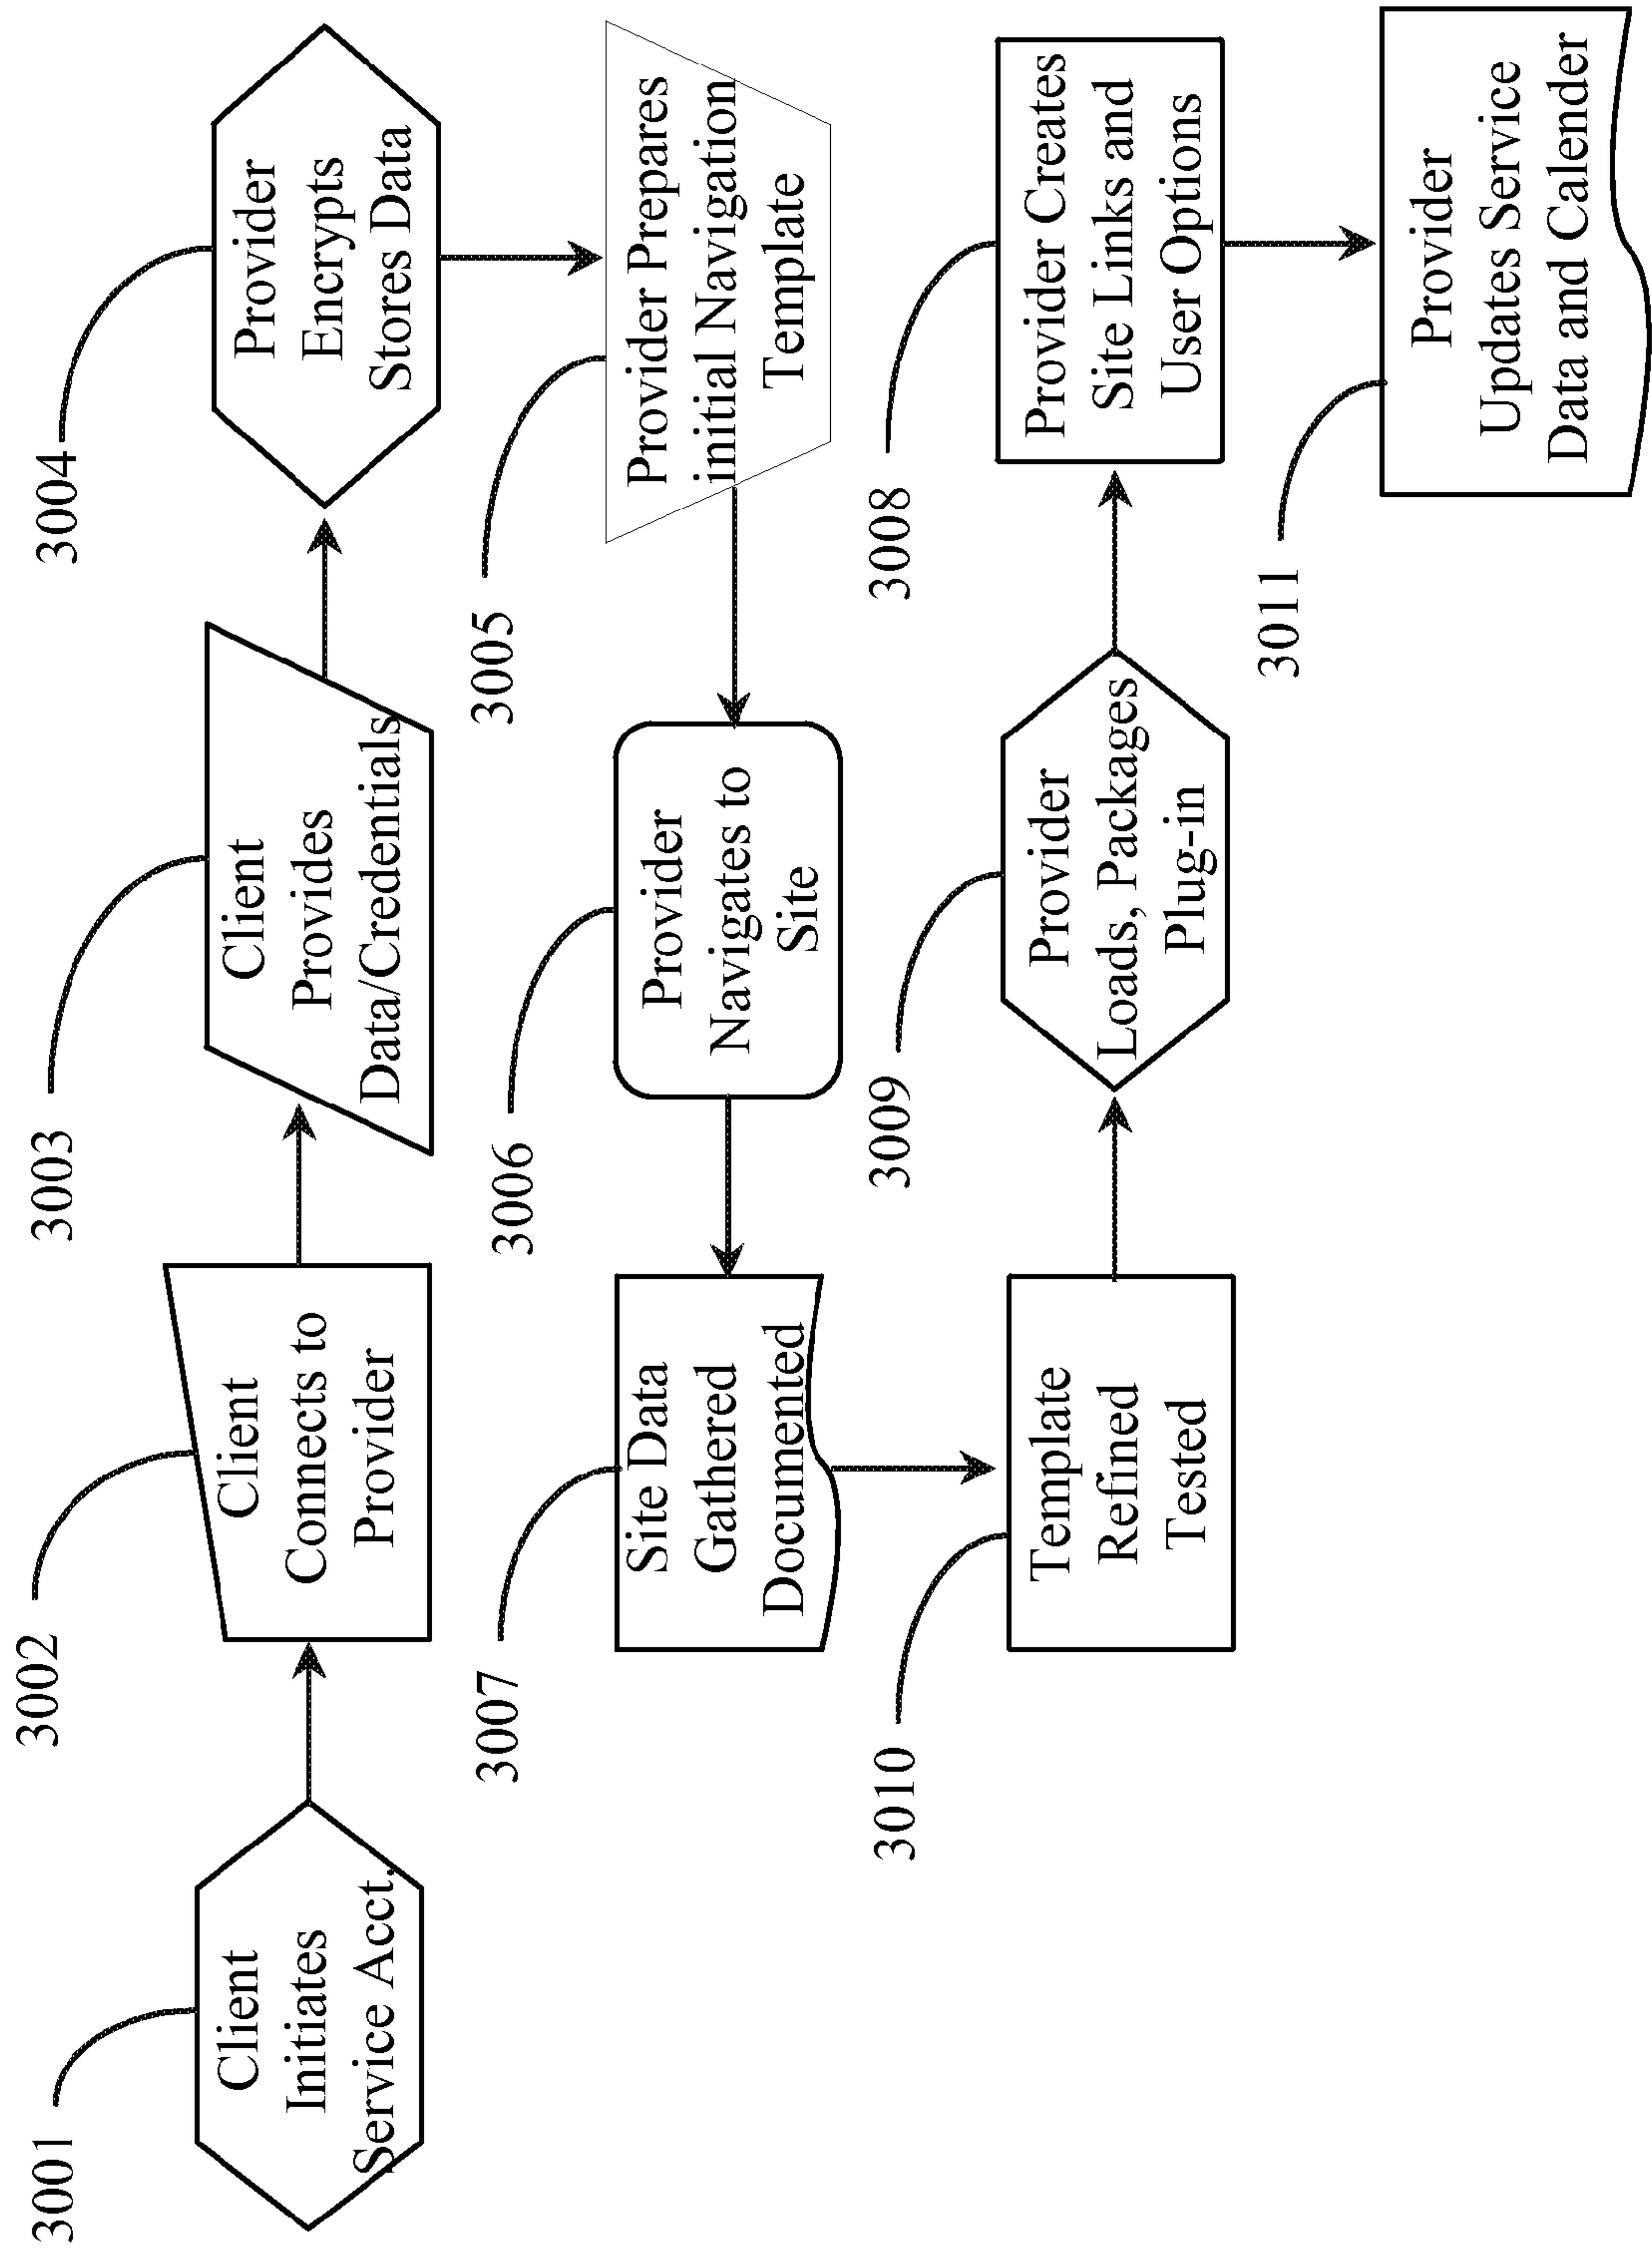 3001
Client
Initiates
Service Acct.
3002
Client
Connects to
Provider
3003
Client
Provides
Data/Credentials
3004
Provider
Encrypts
Stores Data
3005
Provider Prepares
initial Navigation
Template
3006
Provider
Navigates to
Site
3007
Site Data
Gathered
Documented
3010
Template
Refined
Tested
3009
Provider
Loads, Packages
Plug-in
3008
Provider Creates
Site Links and
User Options
3011
Provider
Updates Service
Data and Calender